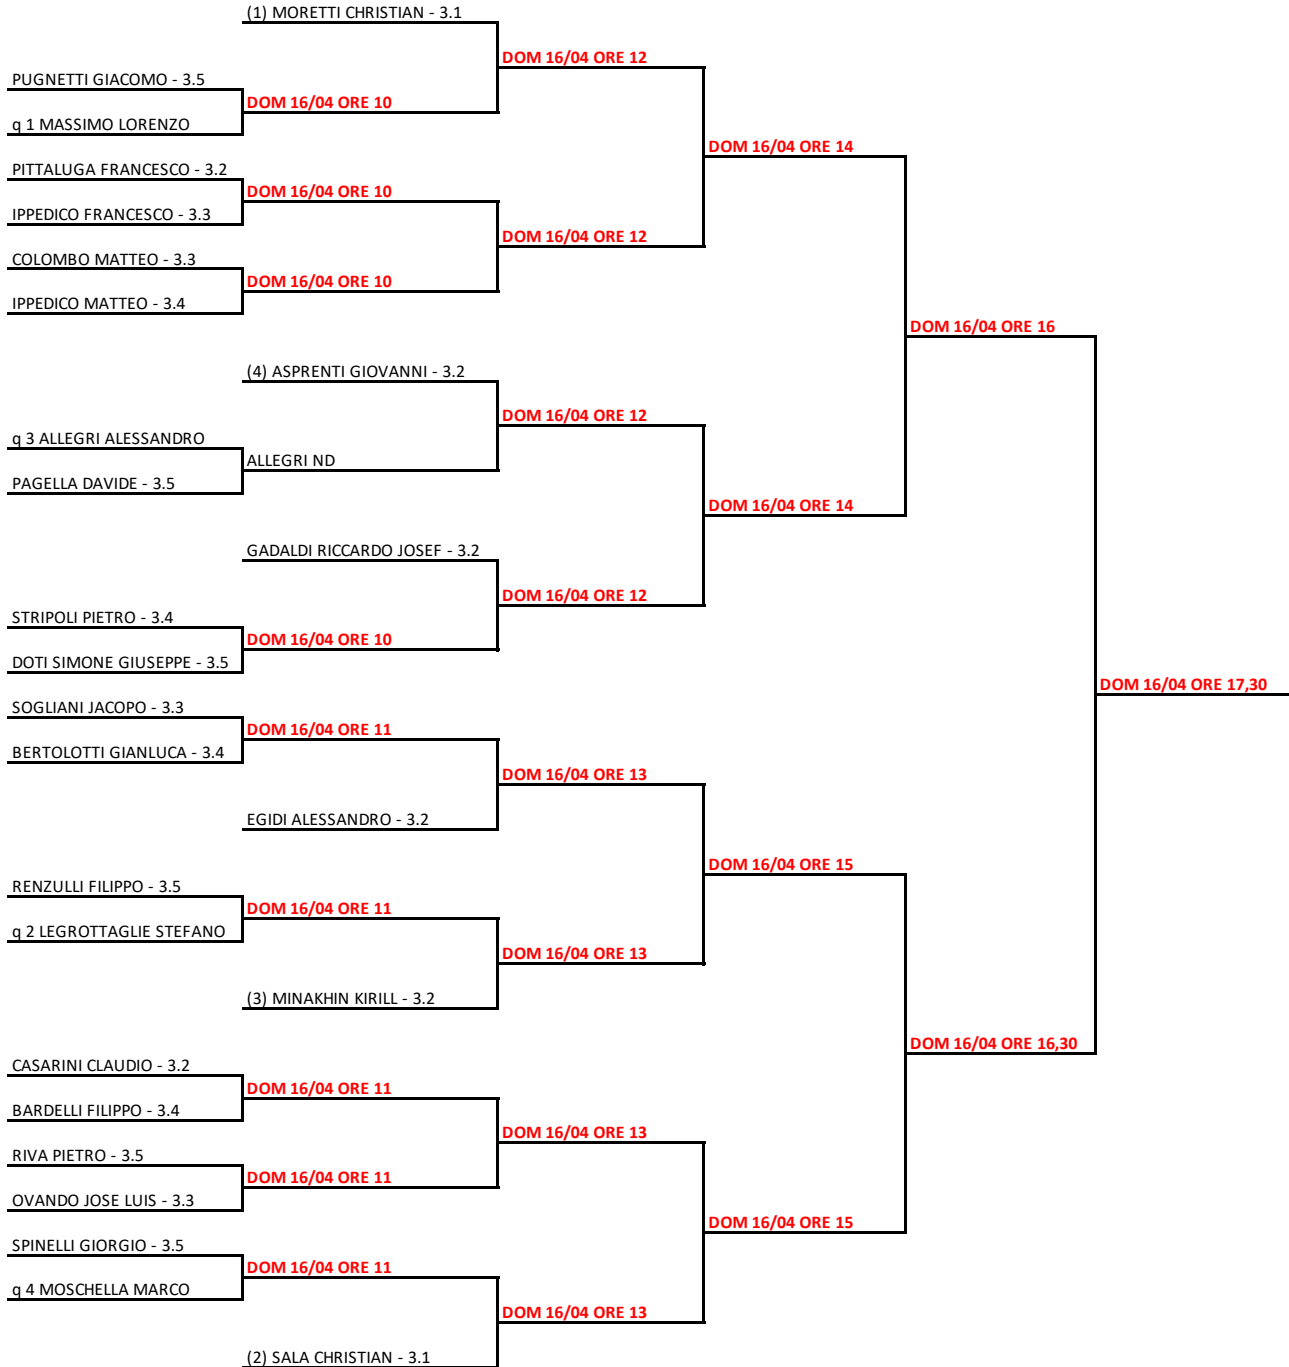 (1) MORETTI CHRISTIAN - 3.1
DOM 16/04 ORE 12
PUGNETTI GIACOMO - 3.5
DOM 16/04 ORE 10
q 1 MASSIMO LORENZO
DOM 16/04 ORE 14
PITTALUGA FRANCESCO - 3.2
DOM 16/04 ORE 10
IPPEDICO FRANCESCO - 3.3
DOM 16/04 ORE 12
COLOMBO MATTEO - 3.3
DOM 16/04 ORE 10
IPPEDICO MATTEO - 3.4
DOM 16/04 ORE 16
(4) ASPRENTI GIOVANNI - 3.2
DOM 16/04 ORE 12
q 3 ALLEGRI ALESSANDRO
ALLEGRI ND
PAGELLA DAVIDE - 3.5
DOM 16/04 ORE 14
GADALDI RICCARDO JOSEF - 3.2
DOM 16/04 ORE 12
STRIPOLI PIETRO - 3.4
DOM 16/04 ORE 10
DOTI SIMONE GIUSEPPE - 3.5
DOM 16/04 ORE 17,30
SOGLIANI JACOPO - 3.3
DOM 16/04 ORE 11
BERTOLOTTI GIANLUCA - 3.4
DOM 16/04 ORE 13
EGIDI ALESSANDRO - 3.2
DOM 16/04 ORE 15
RENZULLI FILIPPO - 3.5
DOM 16/04 ORE 11
q 2 LEGROTTAGLIE STEFANO
DOM 16/04 ORE 13
(3) MINAKHIN KIRILL - 3.2
DOM 16/04 ORE 16,30
CASARINI CLAUDIO - 3.2
DOM 16/04 ORE 11
BARDELLI FILIPPO - 3.4
DOM 16/04 ORE 13
RIVA PIETRO - 3.5
DOM 16/04 ORE 11
OVANDO JOSE LUIS - 3.3
DOM 16/04 ORE 15
SPINELLI GIORGIO - 3.5
DOM 16/04 ORE 11
q 4 MOSCHELLA MARCO
DOM 16/04 ORE 13
(2) SALA CHRISTIAN - 3.1